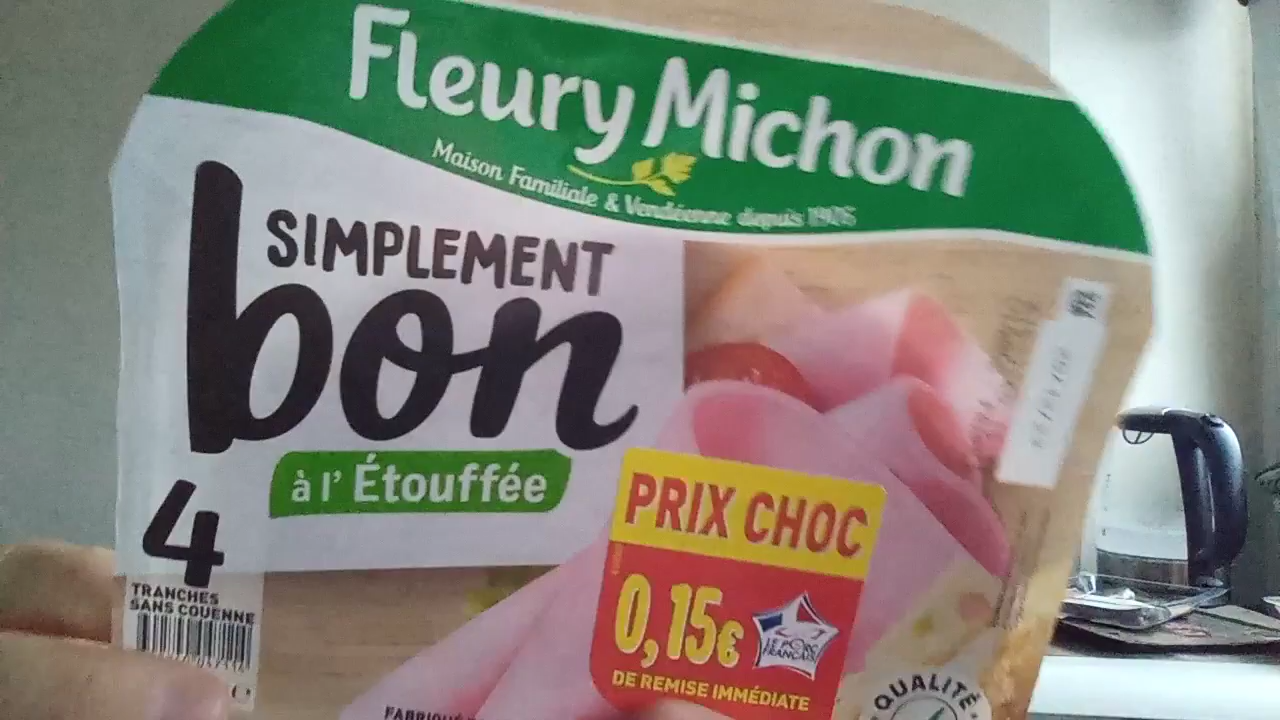 Fleury Michon
Maison Familiale & Vendéenne depuis 1905
SIMPLEMENT
bon
à l'Étouffée
4
TRANCHES
SANS COUENNE
PRIX CHOC
0,15€
LE PORC
FRANÇAIS
DE REMISE IMMÉDIATE
QUALITÉ